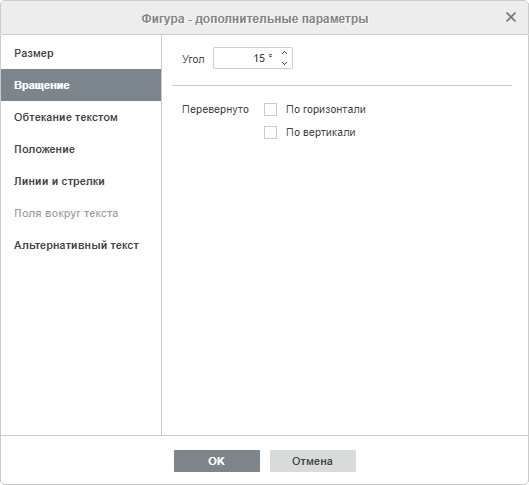 Фигура - дополнительные параметры
Размер
Вращение
Обтекание текстом
Положение
Линии и стрелки
Поля вокруг текста
Альтернативный текст
Угол 15 °
Перевернуто По горизонтали
По вертикали
OK Отмена